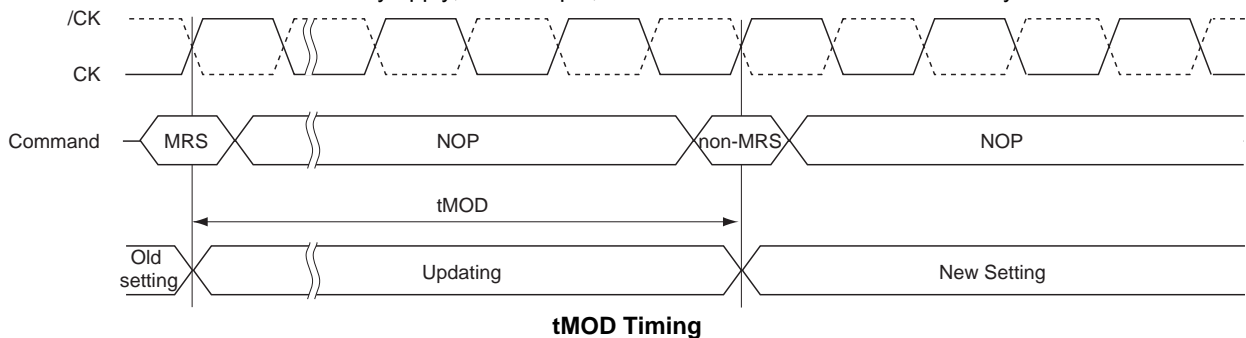 /CK
CK
Command
MRS
NOP
non-MRS
NOP
tMOD
Old
setting
Updating
New Setting
tMOD Timing